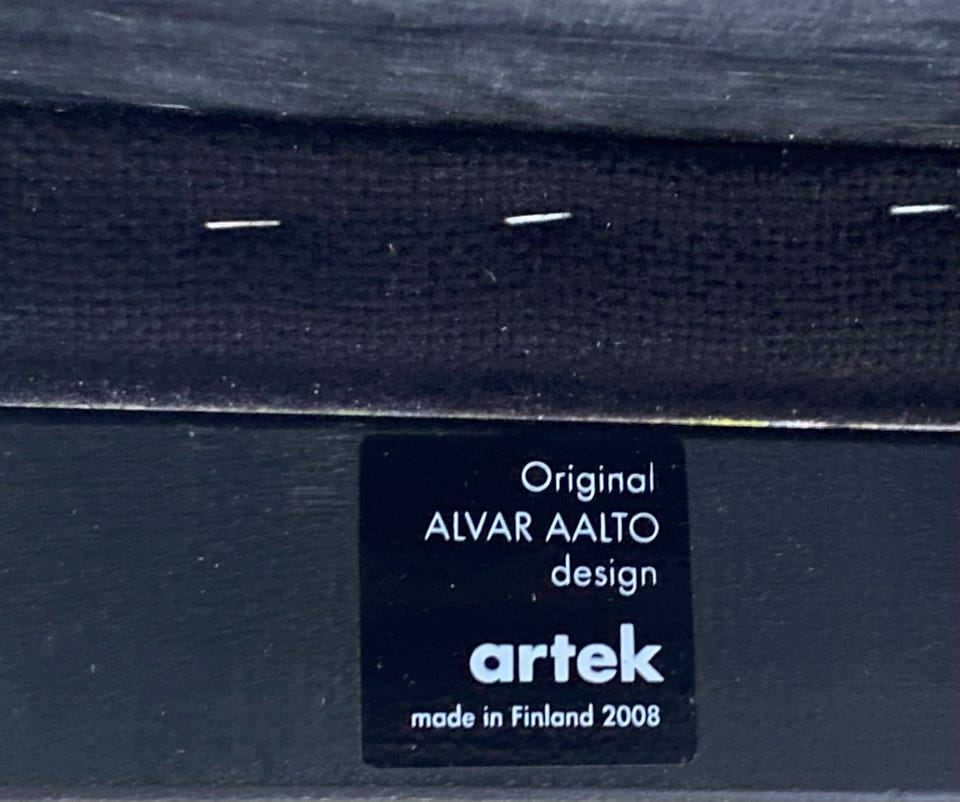 Original
ALVAR AALTO
design
artek
made in Finland 2008